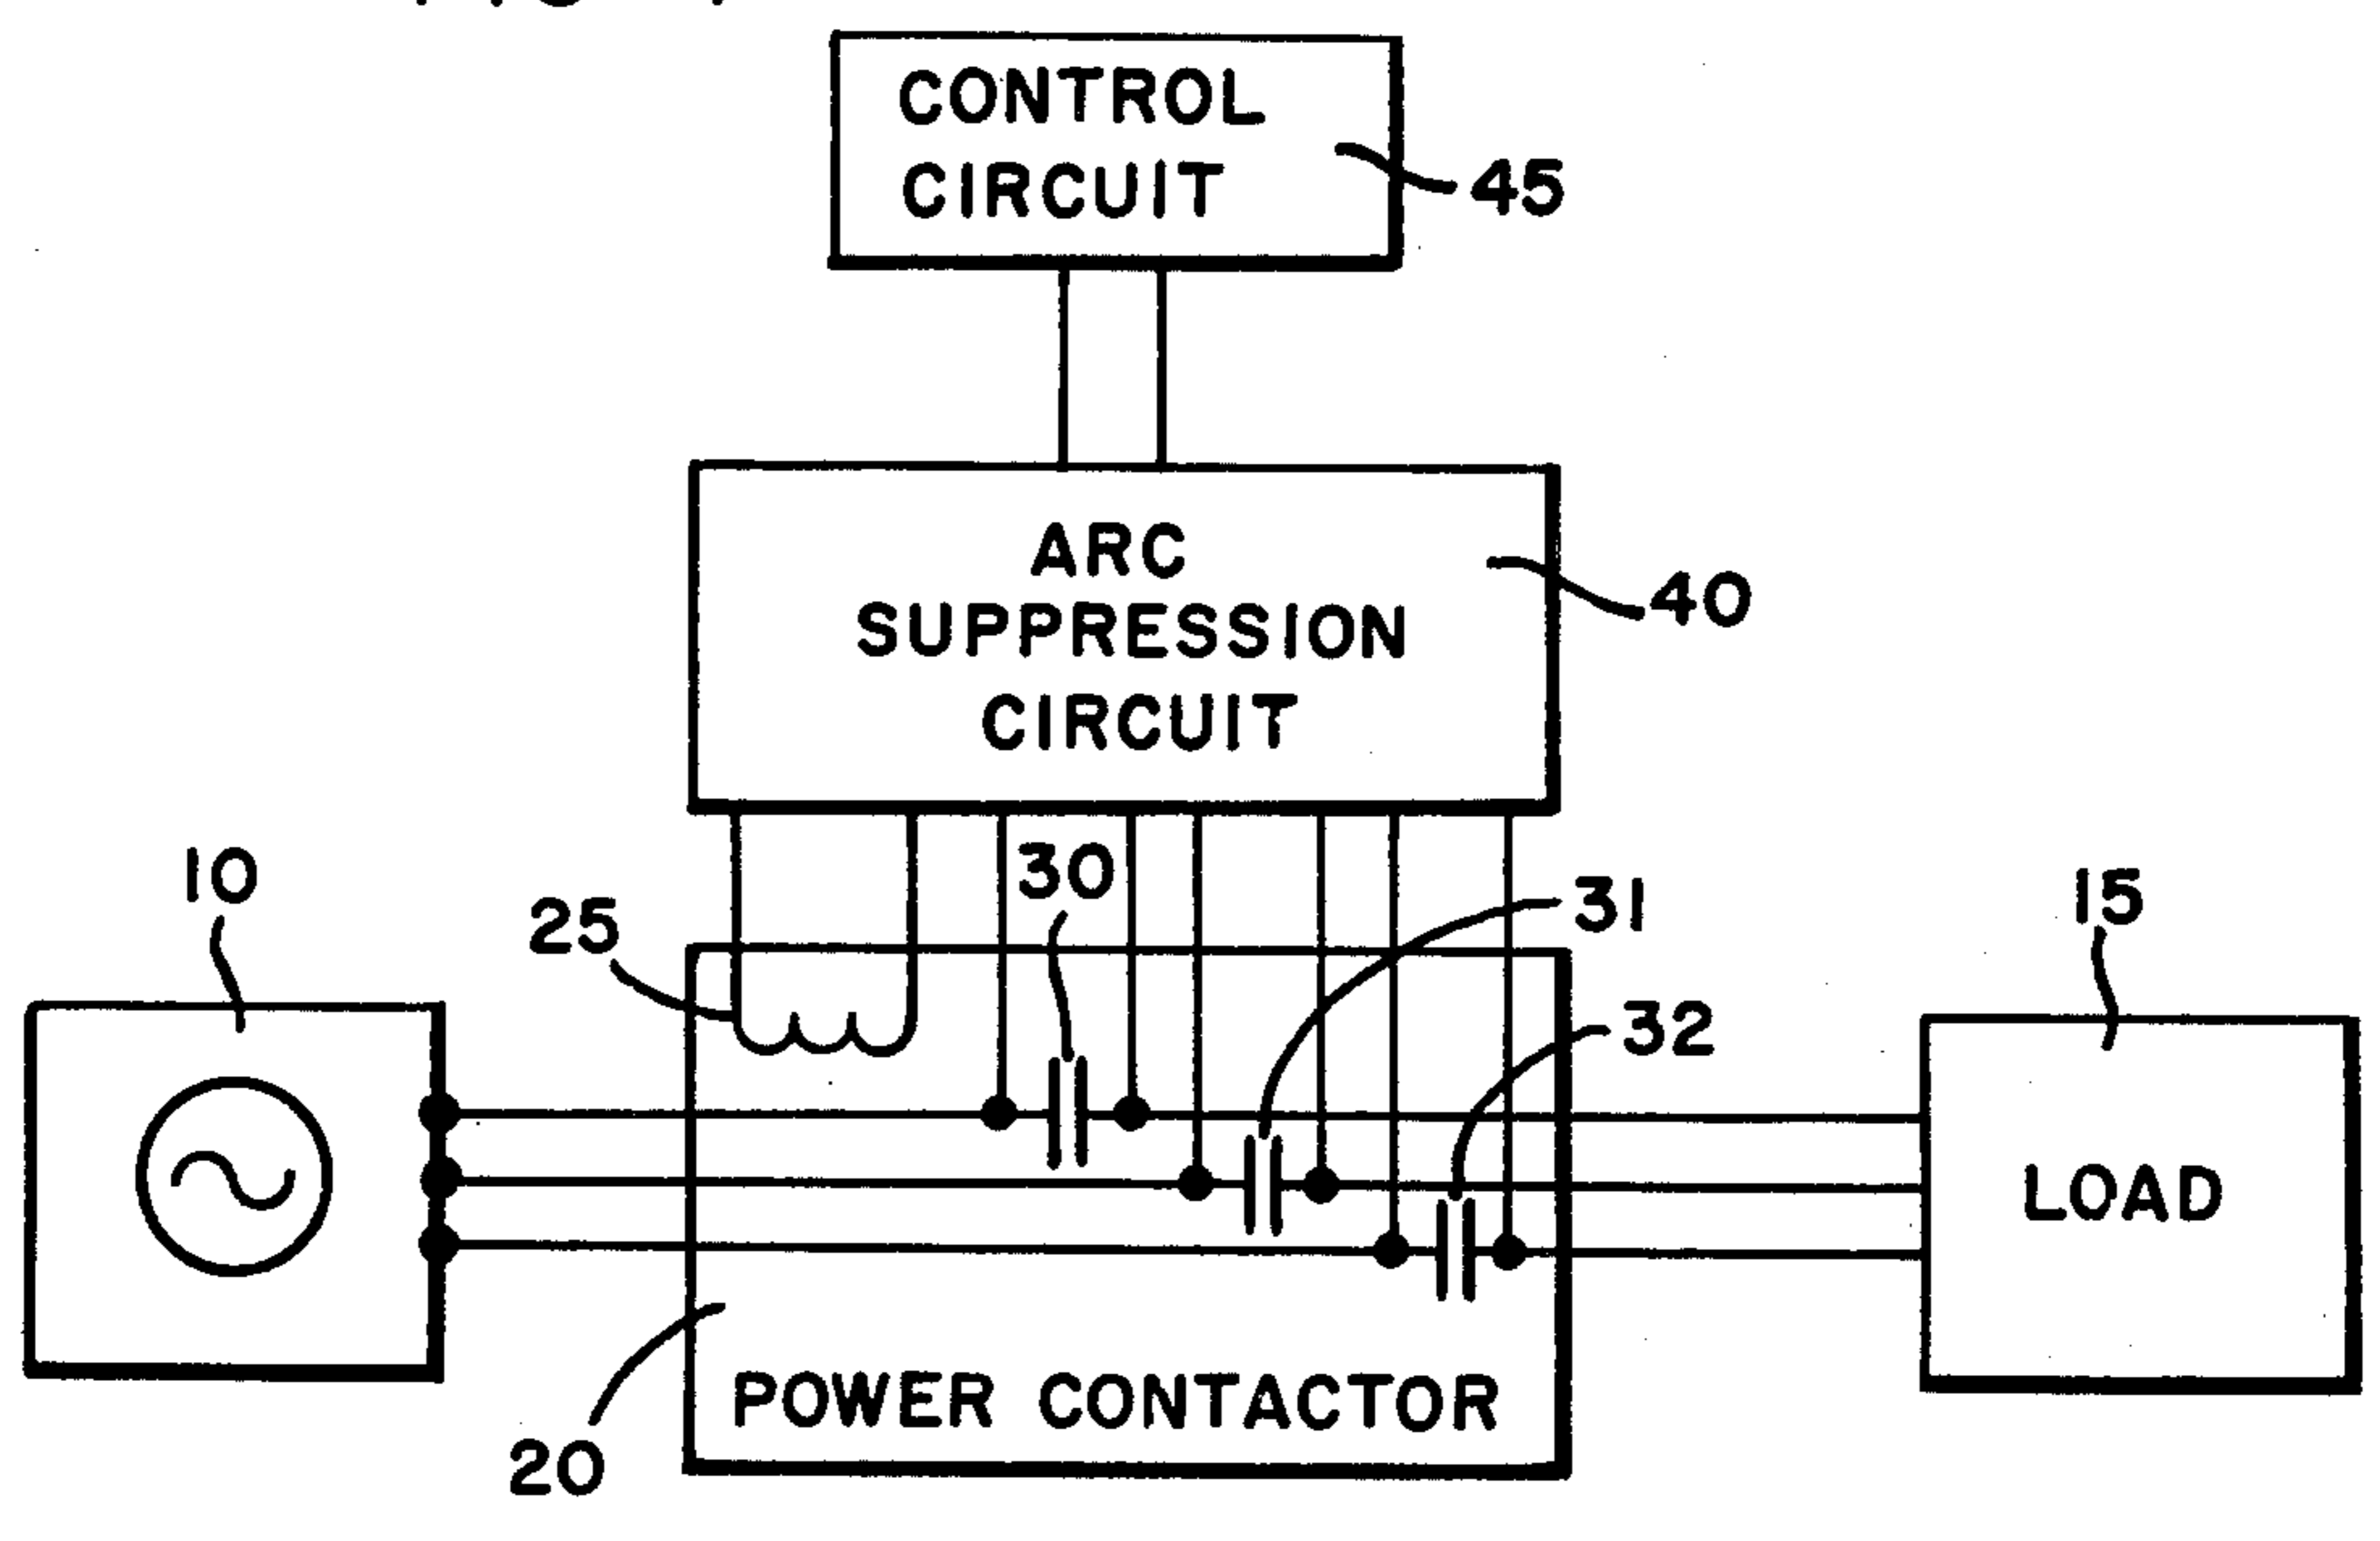 CONTROL
CIRCUIT
45
ARC
SUPPRESSION
CIRCUIT
40
10
25
30
31
15
32
LOAD
POWER CONTACTOR
20